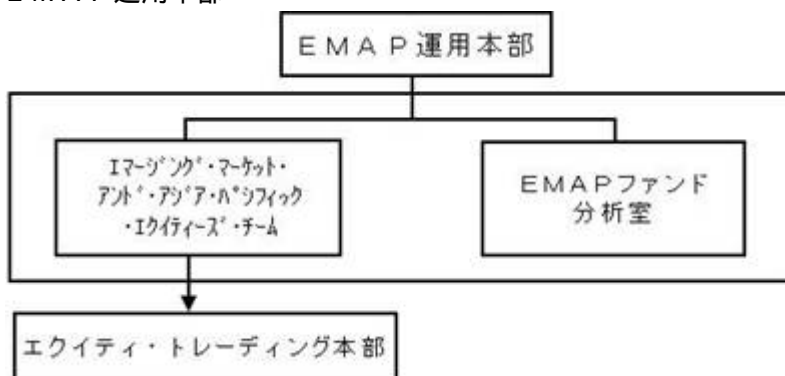 ＥＭＡＰ運用本部
ｴﾏｰｼﾞﾝｸﾞ・ﾏｰｹｯﾄ・
ｱﾝﾄﾞ・ｱｼﾞｱ・ﾊﾟｼﾌｨｯｸ
・ｴｸｲﾃｨｰｽﾞ・ﾁｰﾑ
ＥＭＡＰファンド
分析室
エクイティ・トレーディング本部